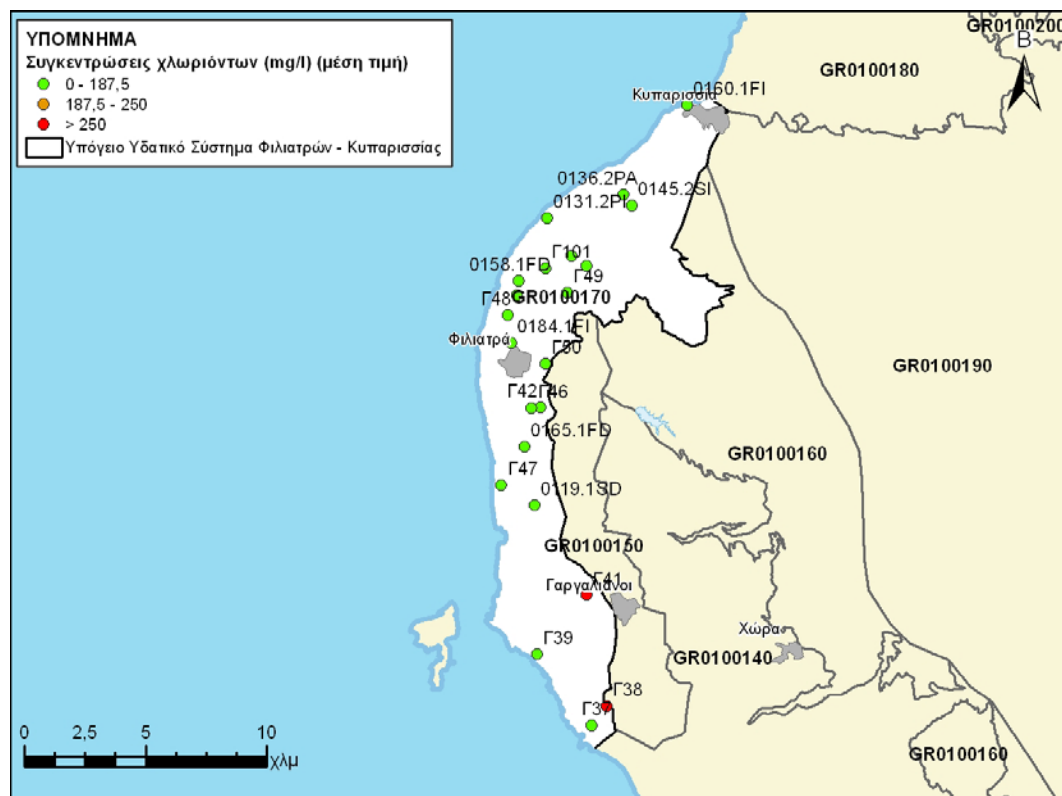 ΥΠΟΜΝΗΜΑ
Συγκεντρώσεις χλωριόντων (mg/l) (μέση τιμή)
0 - 187,5
187,5 - 250
> 250
Υπόγειο Υδατικό Σύστημα Φιλιατρών - Κυπαρισσίας
GR0100200
Β
GR0100180
0160.1FI
Κυπαρισσία
0136.2PA
0145.2SI
0131.2PI
Γ101
0158.1FD
Γ49
GR0100170
Γ48
0184.1FI
Φιλιατρά
Γ50
GR0100190
Γ42
Γ46
0165.1FD
GR0100160
Γ47
0119.1SD
GR0100150
Γ41
Γαργαλιάνοι
Χώρα
Γ39
GR0100140
Γ38
Γ37
0 2,5 5 10
χλμ
GR0100160